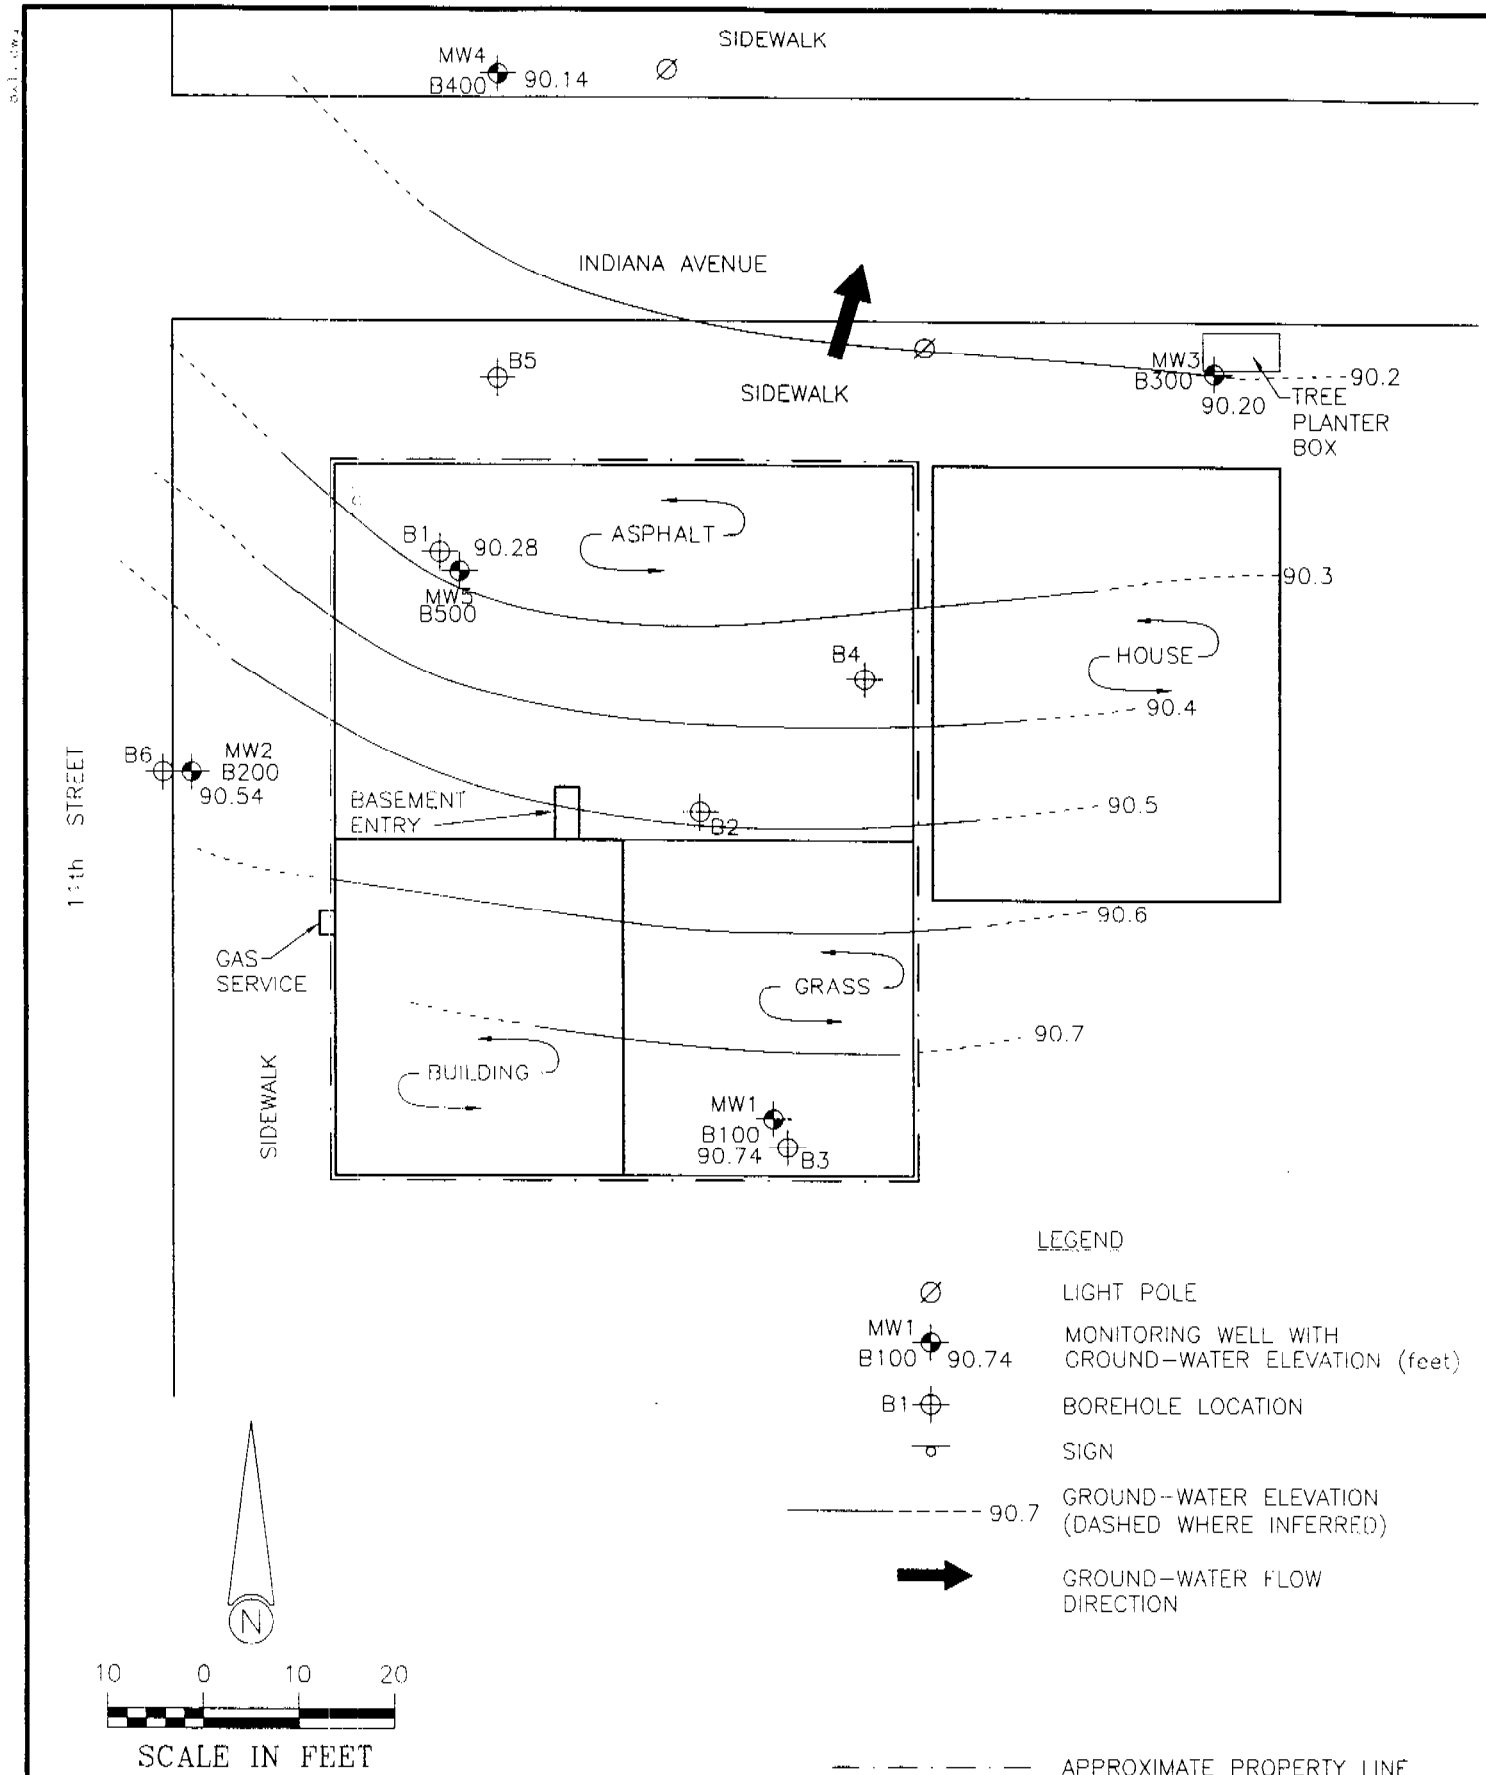 SIDEWALK
MW4
B400 90.14
INDIANA AVENUE
B5
SIDEWALK
MW3
B300
90.20
90.2
TREE
PLANTER
BOX
B1
90.28
MW5
B500
ASPHALT
90.3
B4
HOUSE
90.4
B6
MW2
B200
90.54
BASEMENT
ENTRY
B2
90.5
STREET
90.6
GAS
SERVICE
GRASS
90.7
BUILDING
SIDEWALK
MW1
B100
90.74
B3
LEGEND
LIGHT POLE
MW1
B100 90.74
MONITORING WELL WITH
GROUND-WATER ELEVATION (feet)
B1
BOREHOLE LOCATION
SIGN
90.7
GROUND-WATER ELEVATION
(DASHED WHERE INFERRED)
GROUND-WATER FLOW
DIRECTION
N
10 0 10 20
SCALE IN FEET
APPROXIMATE PROPERTY LINE